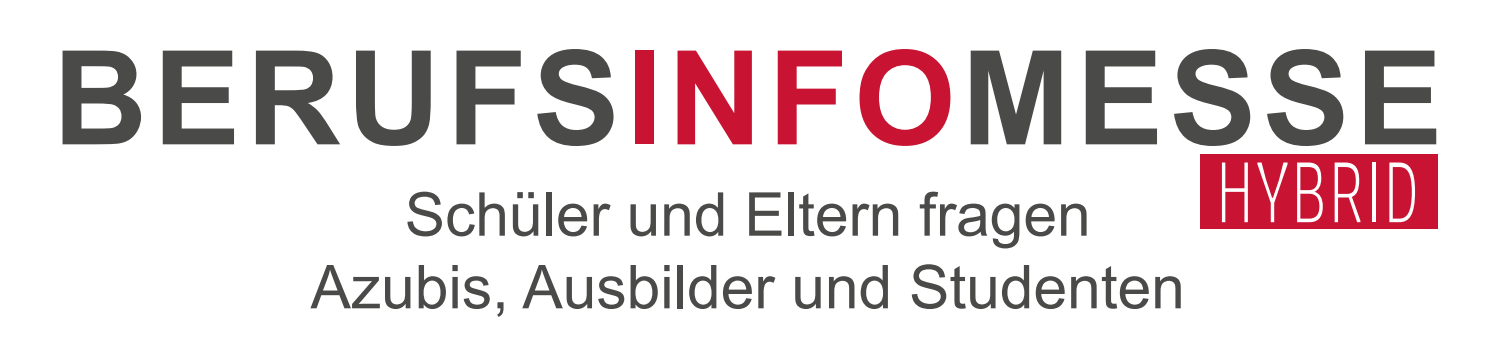 BERUFSINFOMESSE
HYBRID
Schüler und Eltern fragen
Azubis, Ausbilder und Studenten